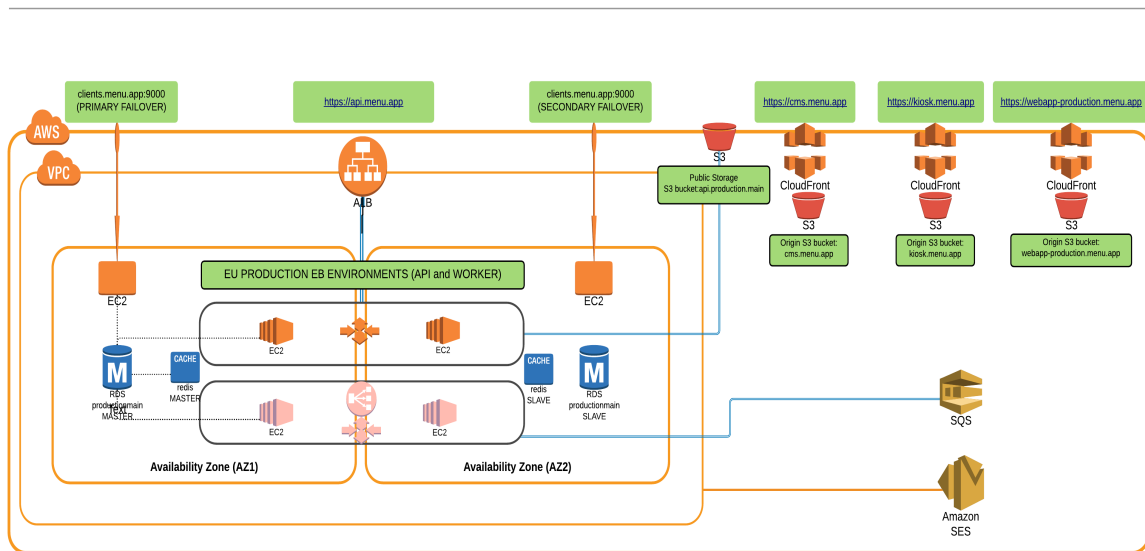 clients.menu.app:9000
(PRIMARY FAILOVER)
https://api.menu.app
clients.menu.app:9000
(SECONDARY FAILOVER)
https://cms.menu.app
https://kiosk.menu.app
https://webapp-production.menu.app
AWS
VPC
S3
Public Storage
S3 bucket:api.production.main
CloudFront
CloudFront
CloudFront
S3
S3
S3
Origin S3 bucket:
cms.menu.app
Origin S3 bucket:
kiosk.menu.app
Origin S3 bucket:
webapp-production.menu.app
ALB
EU PRODUCTION EB ENVIRONMENTS (API and WORKER)
EC2
EC2
EC2
EC2
M
RDS
productionmain
MASTER
Text
CACHE
redis
MASTER
CACHE
redis
SLAVE
M
RDS
productionmain
SLAVE
EC2
EC2
Availability Zone (AZ1)
Availability Zone (AZ2)
SQS
Amazon
SES